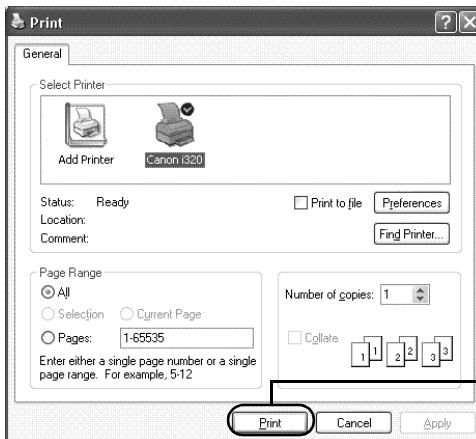 Print
General
Select Printer
Add Printer
Canon i320
Status: Ready
Location:
Comment:
Print to file
Preferences
Find Printer...
Page Range
All
Selection
Current Page
Pages: 1-65535
Enter either a single page number or a single
page range. For example, 5-12
Number of copies: 1
Collate
1 1 2 2 3 3
Print
Cancel
Apply